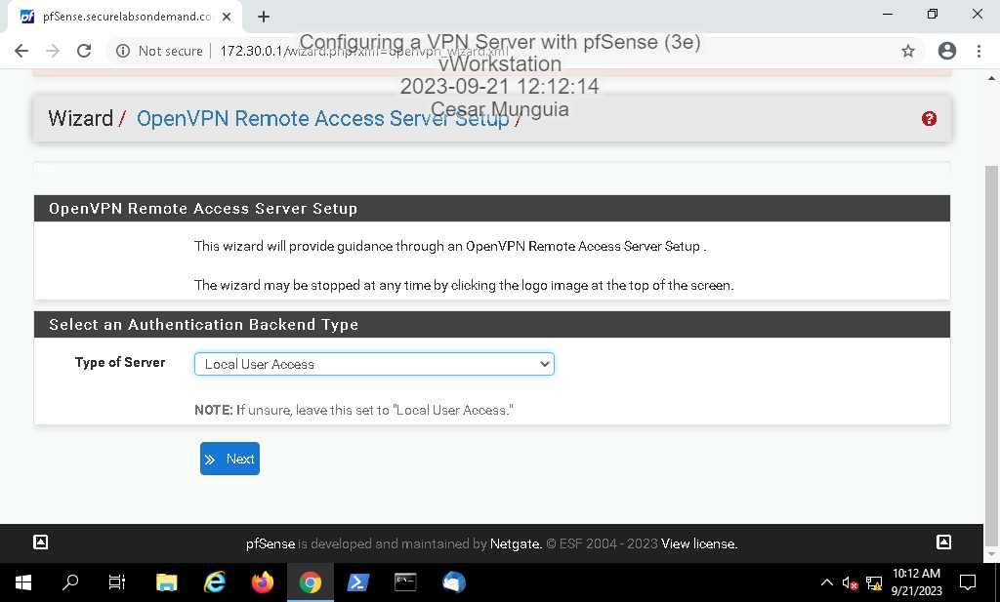 pfSense.securelabsondemand.co
Not secure
172.30.0.1/wizard.php?xml=openvpn_wizard.xml
Configuring a VPN Server with pfSense (3e)
vWorkstation
2023-09-21 12:12:14
Cesar Munguia
Wizard / OpenVPN Remote Access Server Setup /
OpenVPN Remote Access Server Setup
This wizard will provide guidance through an OpenVPN Remote Access Server Setup .
The wizard may be stopped at any time by clicking the logo image at the top of the screen.
Select an Authentication Backend Type
Type of Server
Local User Access
NOTE: If unsure, leave this set to "Local User Access."
Next
pfSense is developed and maintained by Netgate. © ESF 2004 - 2023 View license.
10:12 AM
9/21/2023